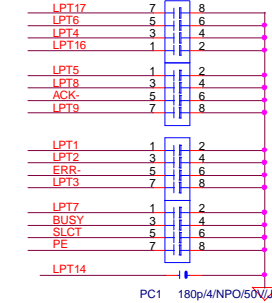 LPT17 7 8
LPT6 5 6
LPT4 3 4
LPT16 1 2
LPT5 1 2
LPT8 3 4
ACK- 5 6
LPT9 7 8
LPT1 1 2
LPT2 3 4
ERR- 5 6
LPT3 7 8
LPT7 1 2
BUSY 3 4
SLCT 5 6
PE 7 8
LPT14
PC1 180p/4/NPO/50V/J